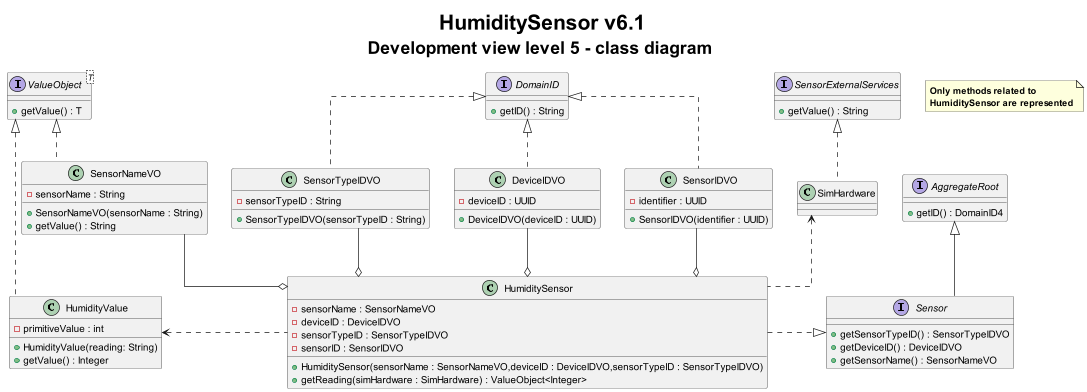 HumiditySensor v6.1
Development view level 5 - class diagram
I ValueObject T
getValue() : T
I DomainID
getID() : String
I SensorExternalServices
getValue() : String
Only methods related to
HumiditySensor are represented
C SensorNameVO
sensorName : String
SensorNameVO(sensorName : String)
getValue() : String
C SensorTypeIDVO
sensorTypeID : String
SensorTypeIDVO(sensorTypeID : String)
C DeviceIDVO
deviceID : UUID
DeviceIDVO(deviceID : UUID)
C SensorIDVO
identifier : UUID
SensorIDVO(identifier : UUID)
C SimHardware
I AggregateRoot
getID() : DomainID4
C HumidityValue
primitiveValue : int
HumidityValue(reading: String)
getValue() : Integer
C HumiditySensor
sensorName : SensorNameVO
deviceID : DeviceIDVO
sensorTypeID : SensorTypeIDVO
sensorID : SensorIDVO
HumiditySensor(sensorName : SensorNameVO,deviceID : DeviceIDVO,sensorTypeID : SensorTypeIDVO)
getReading(simHardware : SimHardware) : ValueObject<Integer>
I Sensor
getSensorTypeID() : SensorTypeIDVO
getDeviceID() : DeviceIDVO
getSensorName() : SensorNameVO